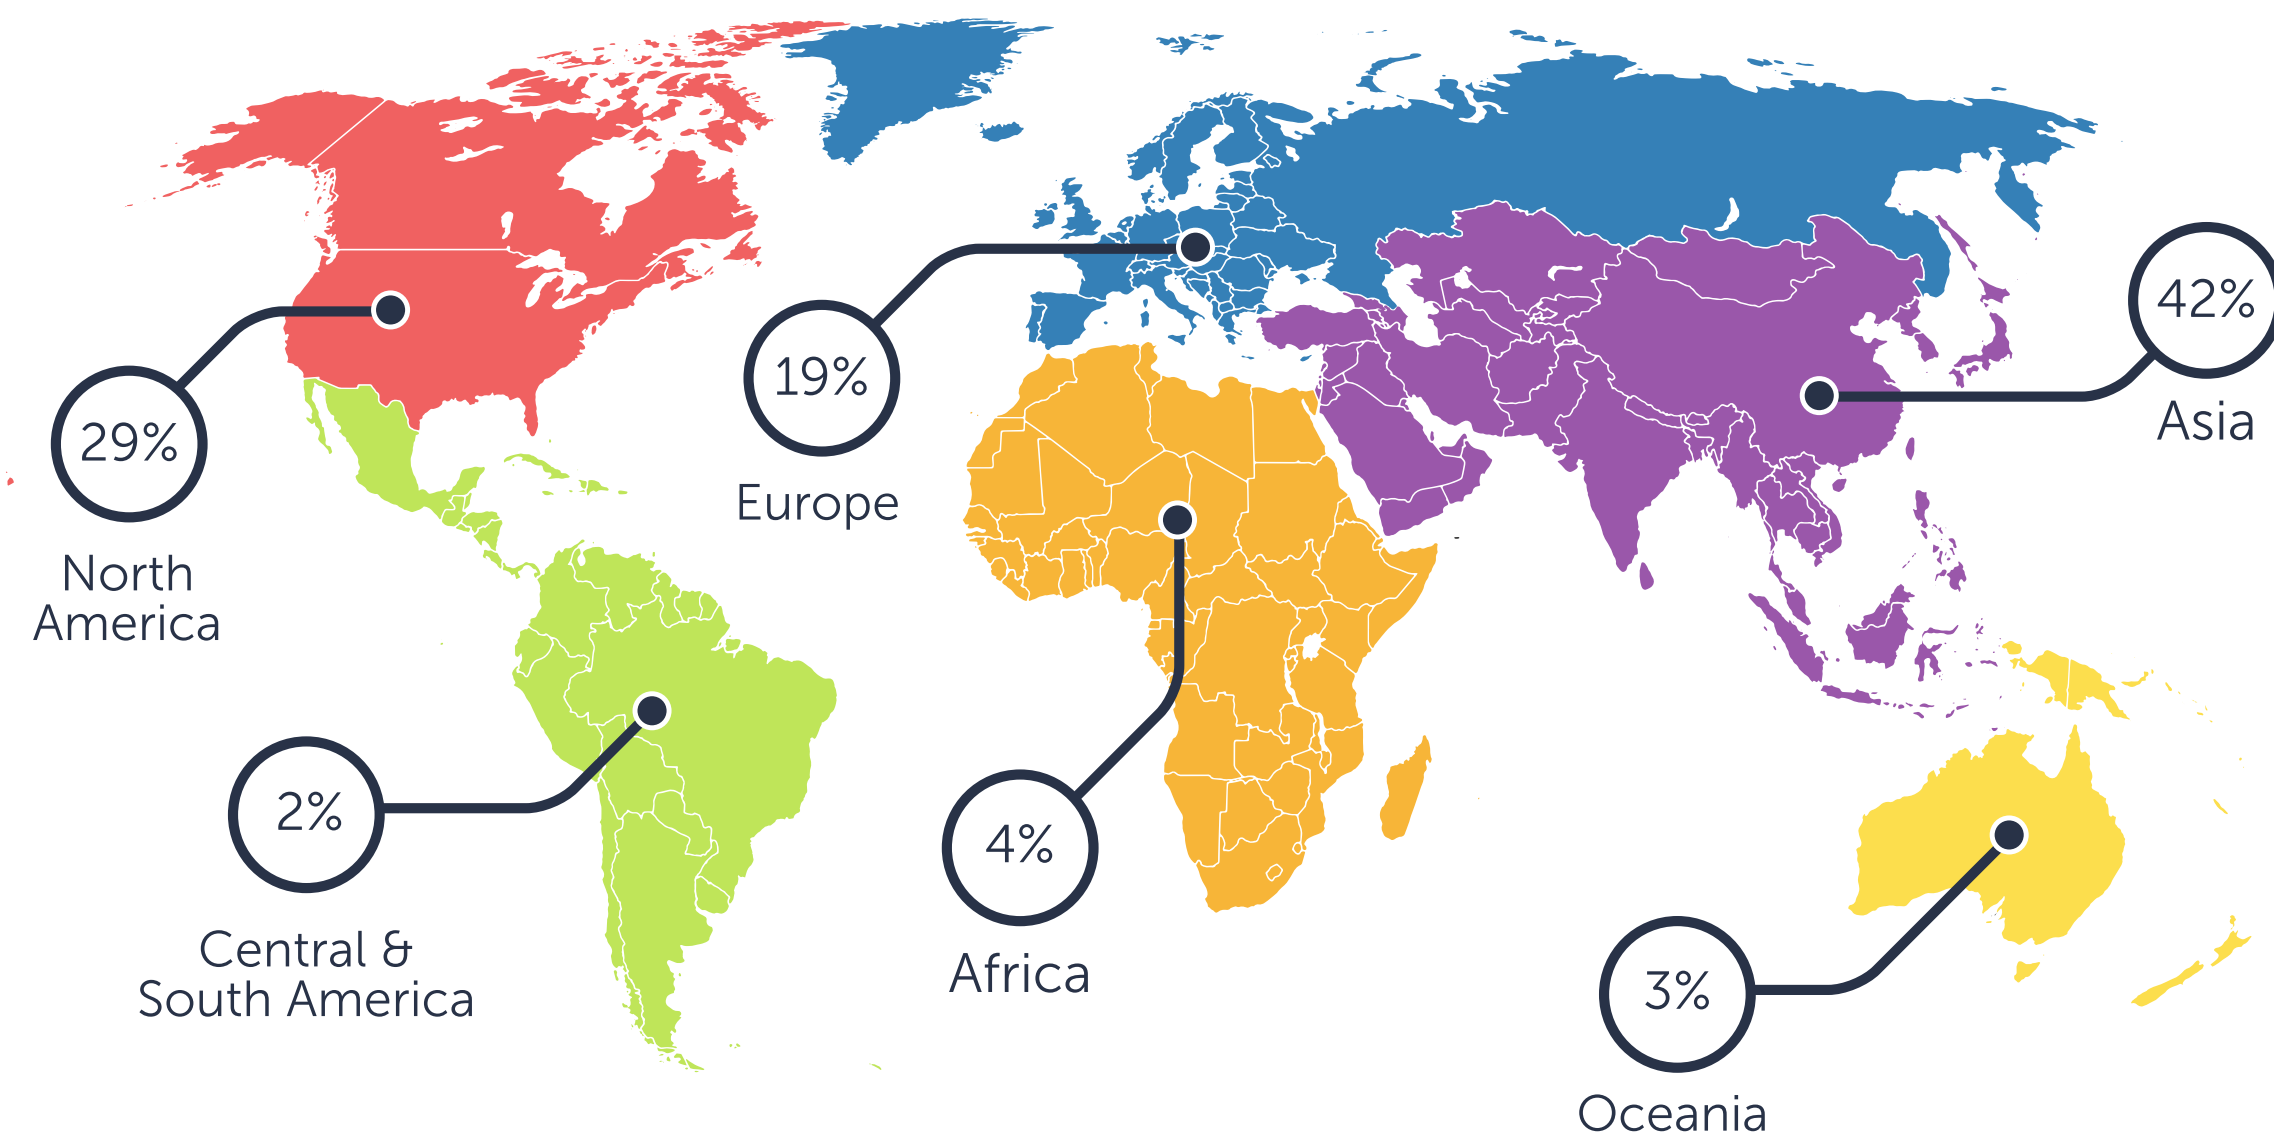 29%
North
America
19%
Europe
42%
Asia
2%
Central &
South America
4%
Africa
3%
Oceania